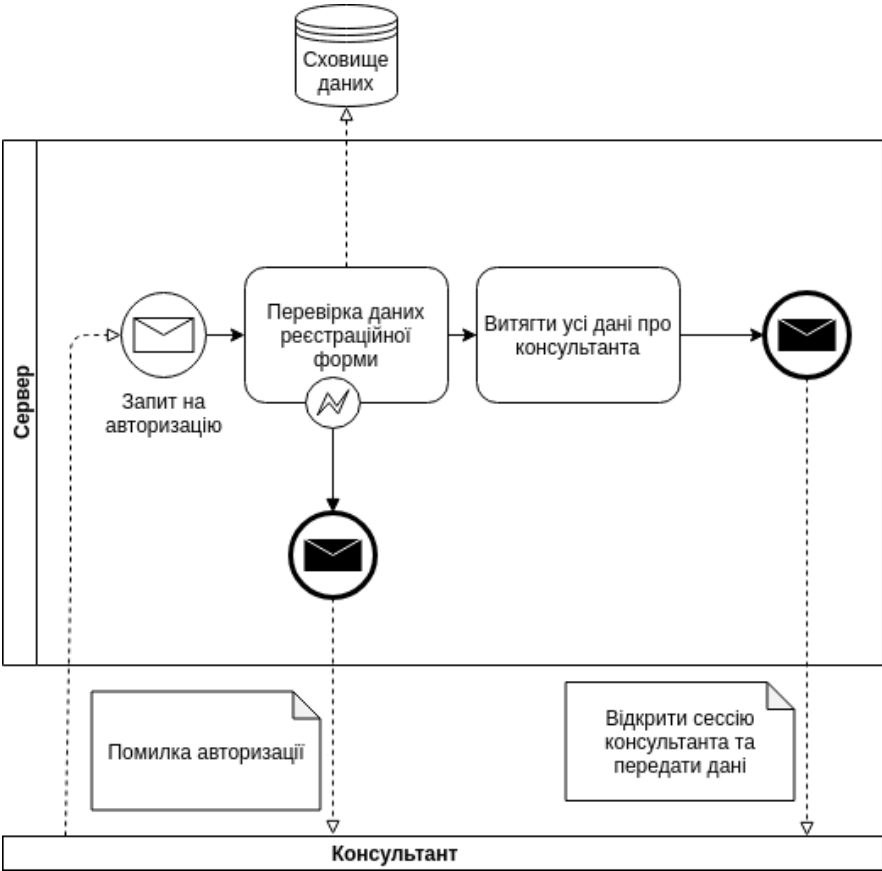 Сховище
даних
Сервер
Перевірка даних
реєстраційної
форми
Витягти усі дані про
консультанта
Запит на
авторизацію
Помилка авторизації
Відкрити сессію
консультанта та
передати дані
Консультант